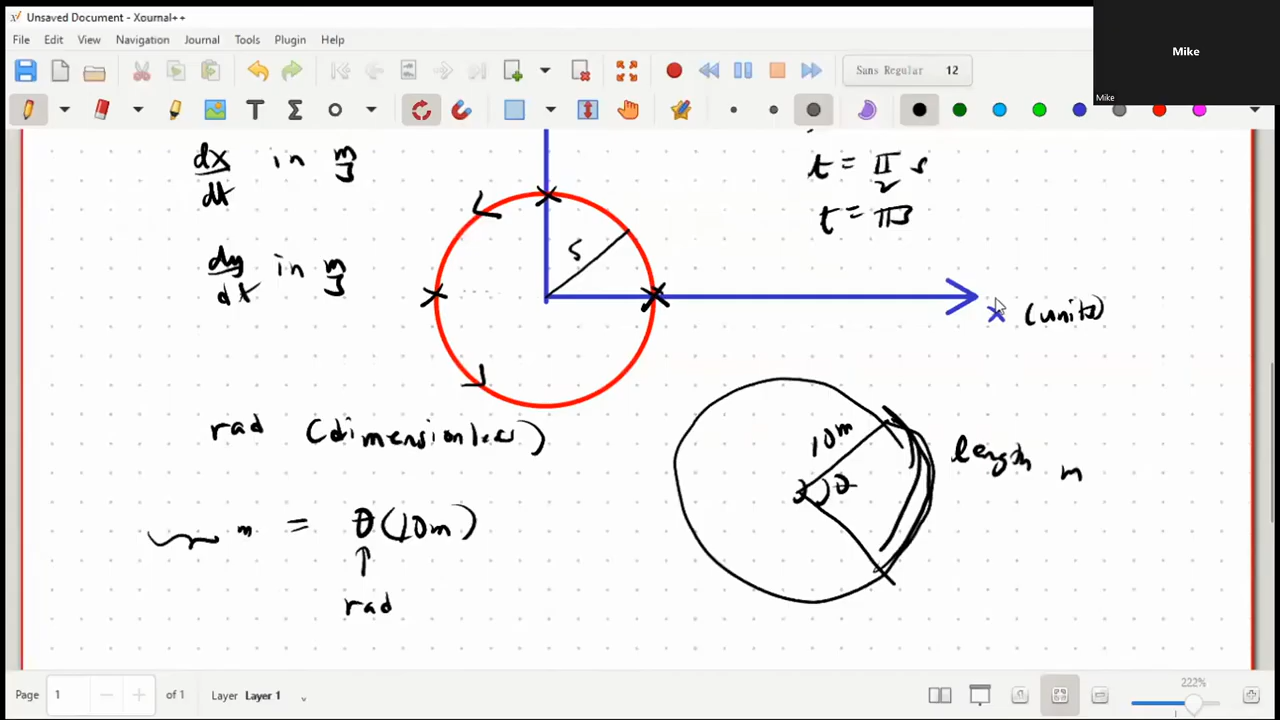 Unsaved Document - Xournal++
File Edit View Navigation Journal Tools Plugin Help
Mike
Mike
Sans Regular 12
dx/dt in m/s
t = π/2 s
t = π s
5
dy/dt in m/s
x (units)
rad (dimensionless)
10m
θ
length m
m = θ(10m)
rad
Page 1 of 1 Layer Layer 1
222%